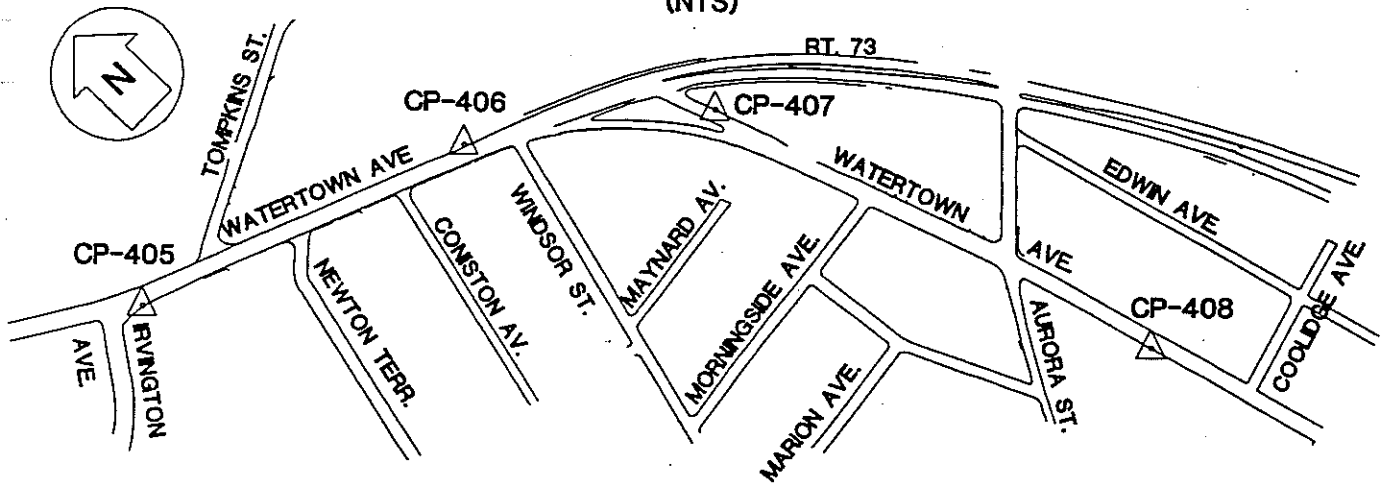 (NTS)
RT. 73
N
TOMPKINS ST.
CP-406
CP-407
WATERTOWN AVE
WATERTOWN
AVE.
EDWIN AVE.
CP-405
NEWTON TERR.
CONISTON AV.
WINDSOR ST.
MAYNARD AV.
MORNINGSIDE AVE.
CP-408
COOLIDGE AVE
IRVINGTON
AVE.
MARION AVE.
AURORA ST.